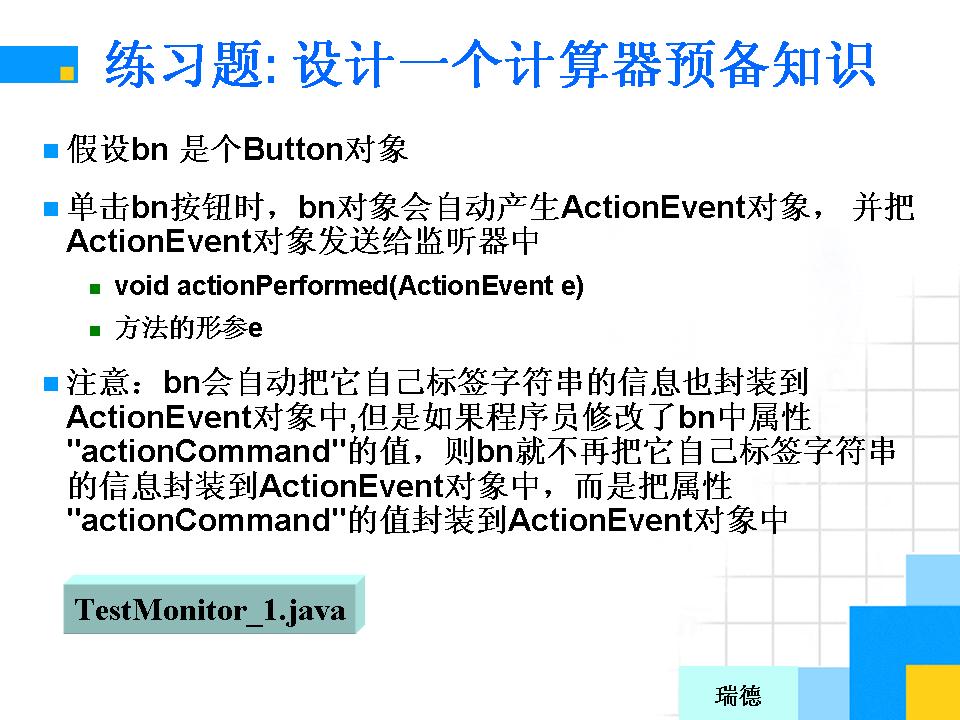 练习题: 设计一个计算器预备知识
假设bn 是个Button对象
单击bn按钮时，bn对象会自动产生ActionEvent对象， 并把
ActionEvent对象发送给监听器中
void actionPerformed(ActionEvent e)
方法的形参e
注意：bn会自动把它自己标签字符串的信息也封装到
ActionEvent对象中,但是如果程序员修改了bn中属性
"actionCommand"的值，则bn就不再把它自己标签字符串
的信息封装到ActionEvent对象中，而是把属性
"actionCommand"的值封装到ActionEvent对象中
TestMonitor_1.java
瑞德